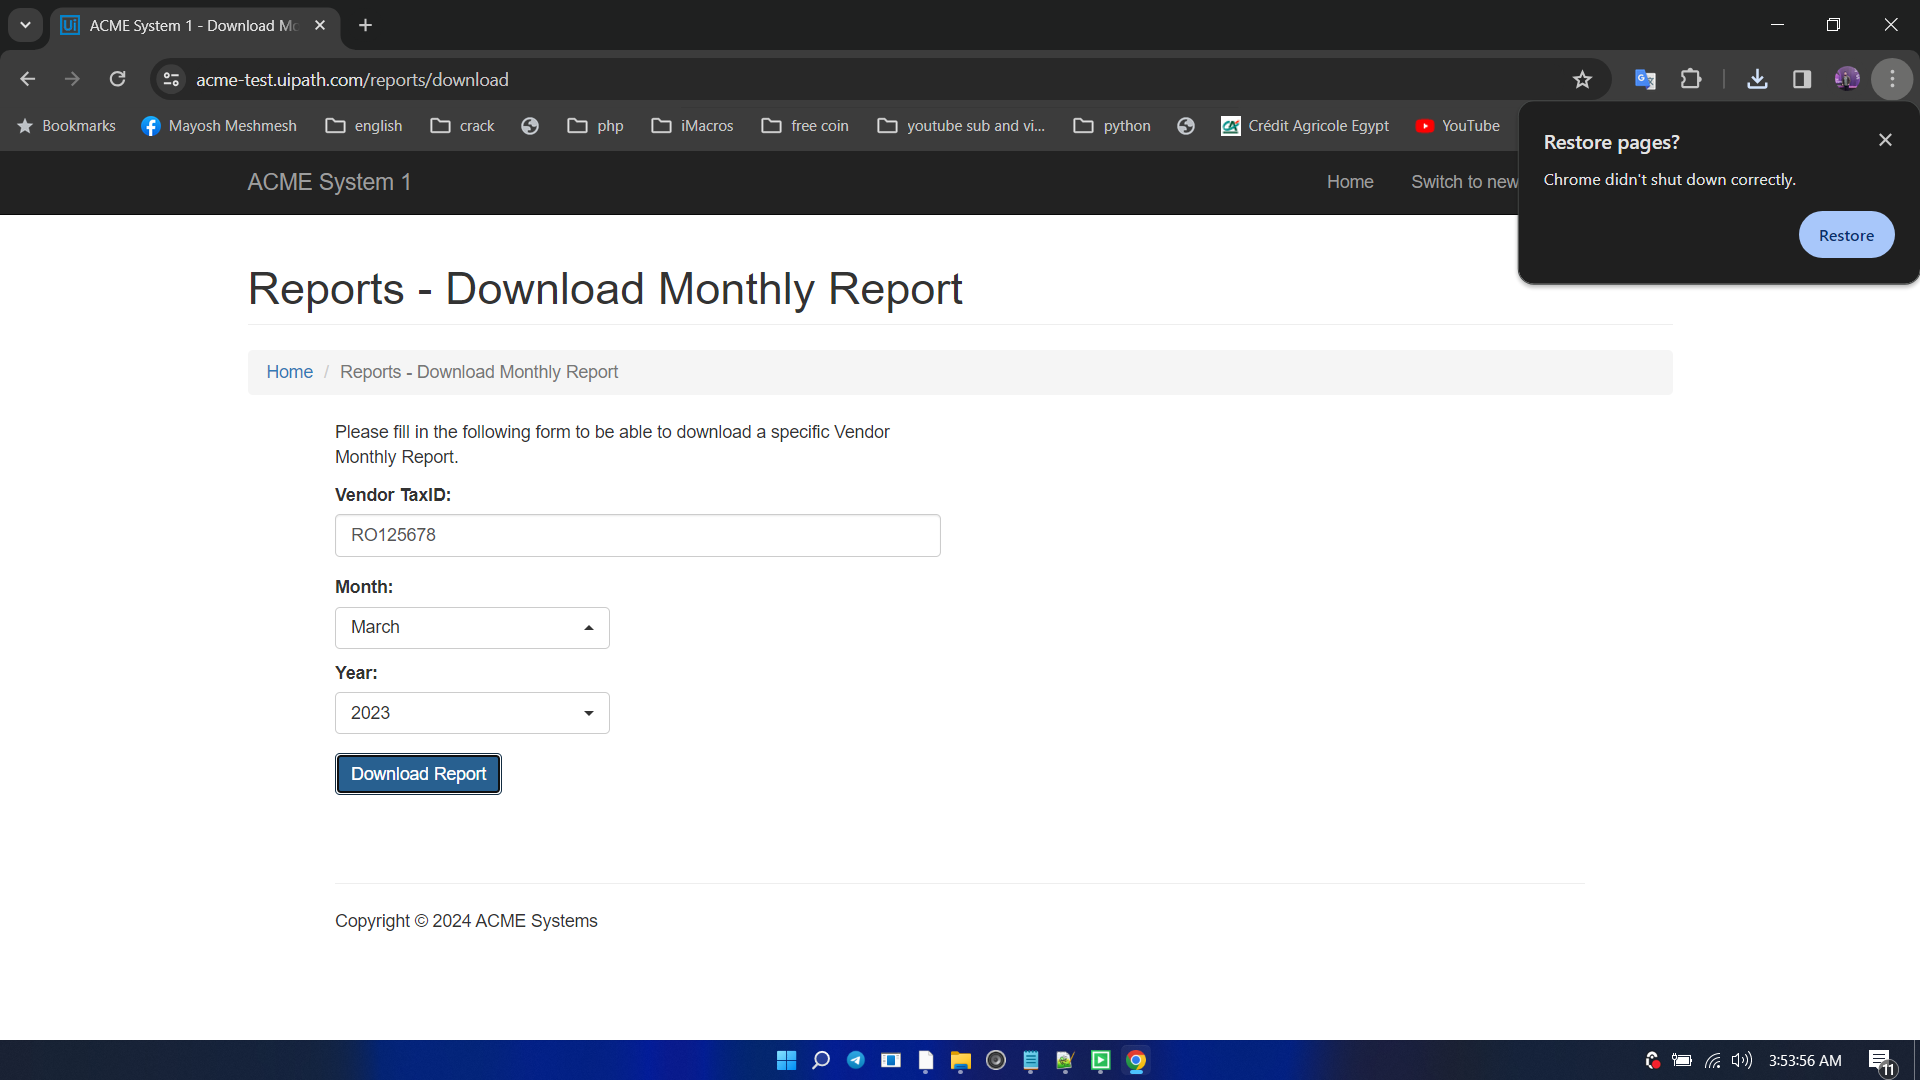 ACME System 1 - Download Mo
acme-test.uipath.com/reports/download
Bookmarks Mayosh Meshmesh english crack php iMacros free coin youtube sub and vi... python Crédit Agricole Egypt YouTube
Restore pages?
Chrome didn't shut down correctly.
Restore
ACME System 1 Home Switch to new
Reports - Download Monthly Report
Home / Reports - Download Monthly Report
Please fill in the following form to be able to download a specific Vendor
Monthly Report.
Vendor TaxID:
RO125678
Month:
March
Year:
2023
Download Report
Copyright © 2024 ACME Systems
3:53:56 AM 11